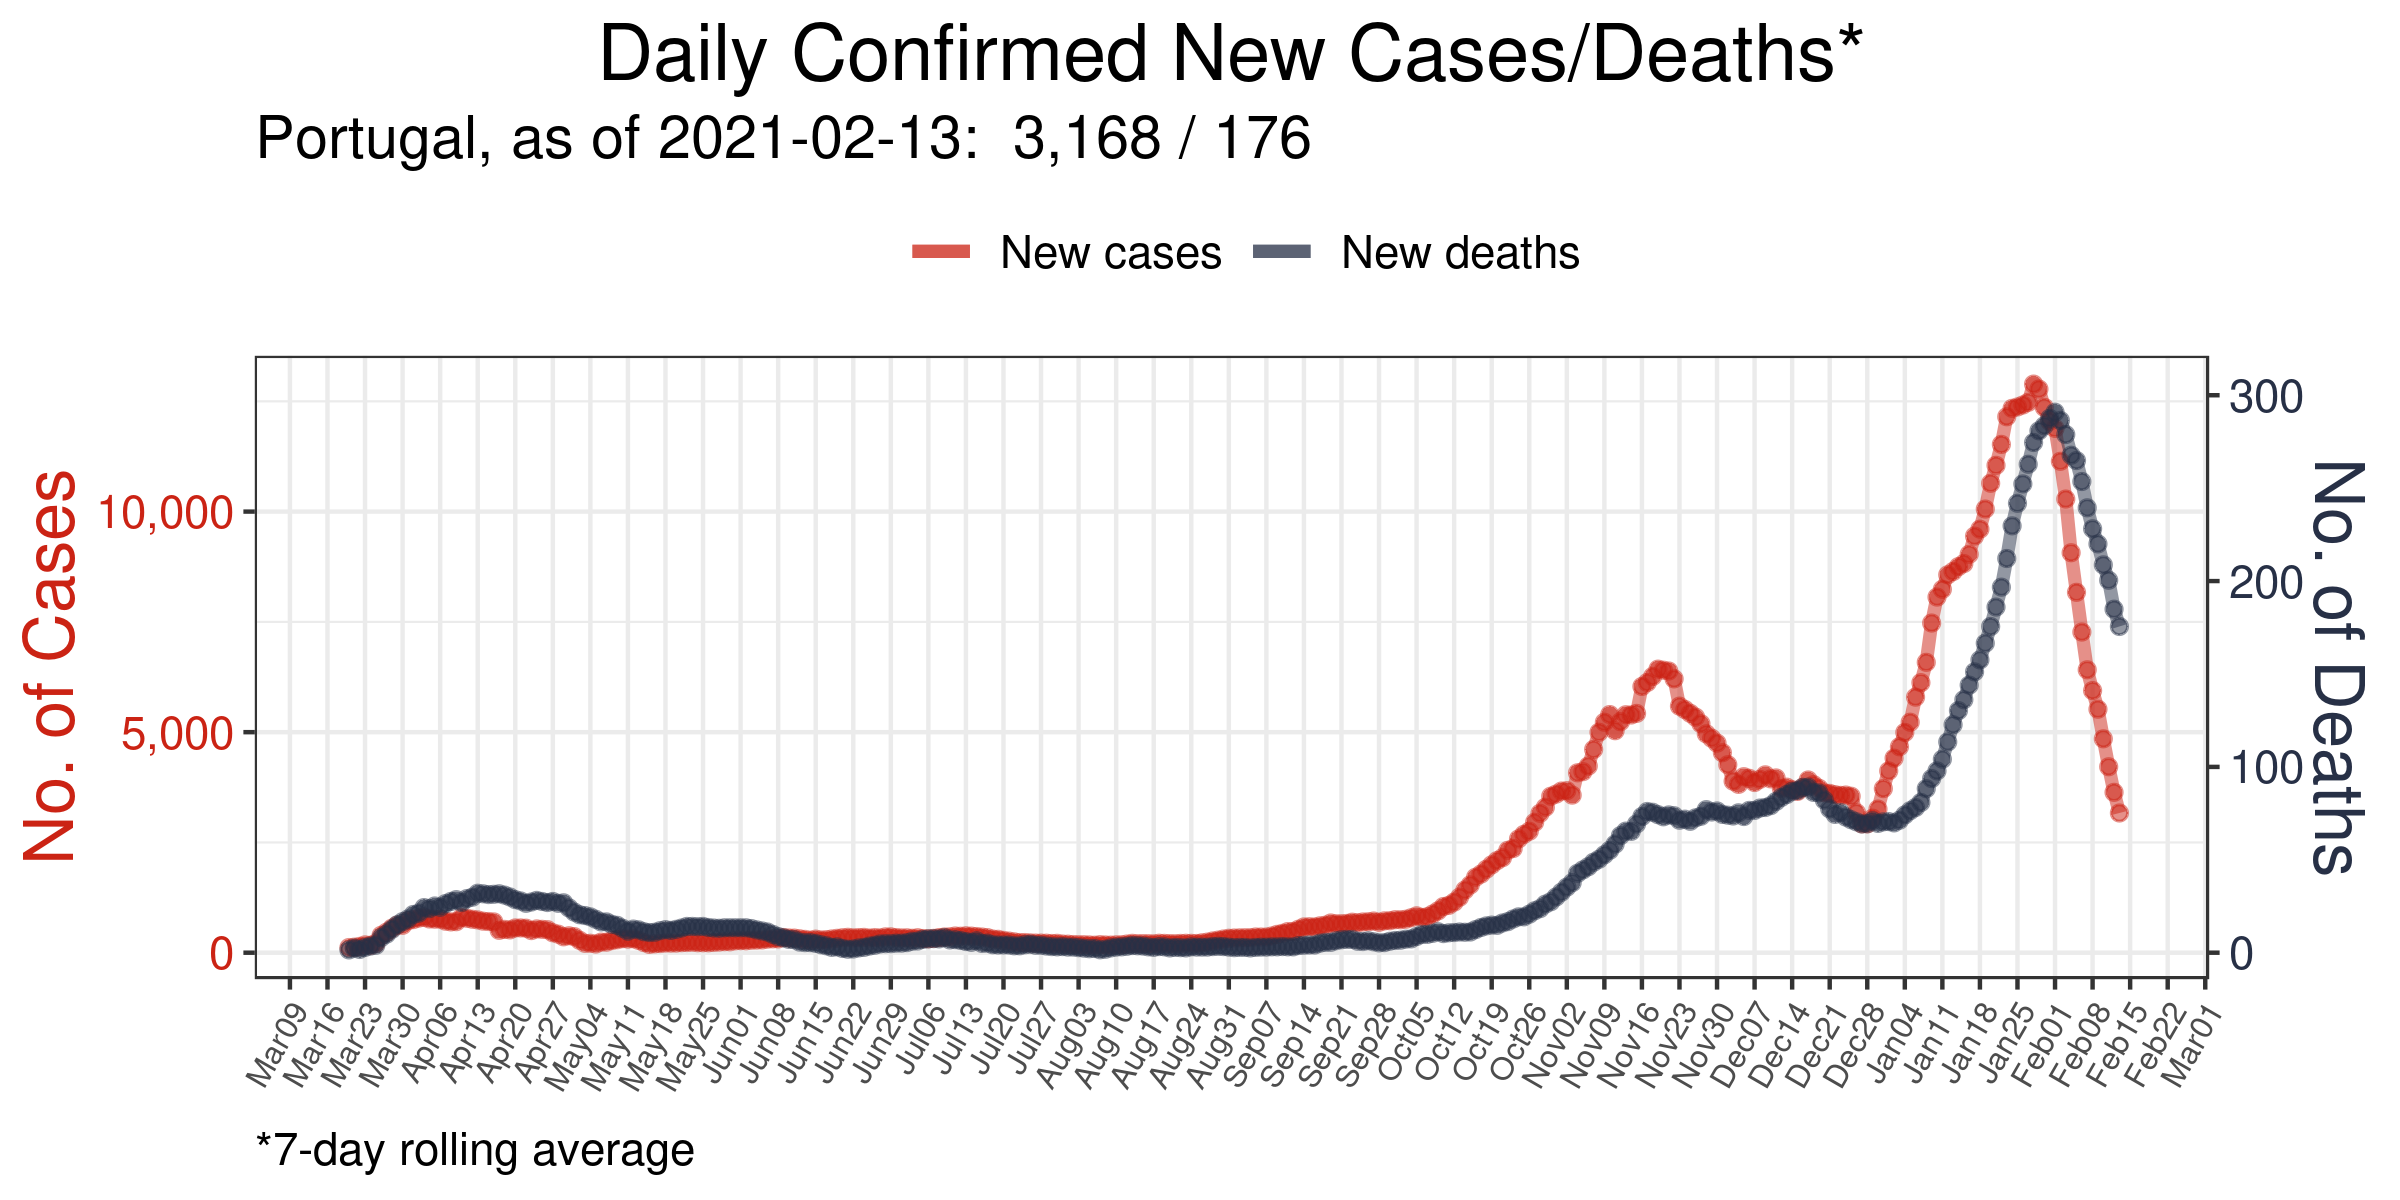 Daily Confirmed New Cases/Deaths*
Portugal, as of 2021-02-13:  3,168 / 176
New cases
New deaths
No. of Cases
10,000
5,000
0
300
200
100
0
No. of Deaths
Mar09
Mar16
Mar23
Mar30
Apr06
Apr13
Apr20
Apr27
May04
May11
May18
May25
Jun01
Jun08
Jun15
Jun22
Jun29
Jul06
Jul13
Jul20
Jul27
Aug03
Aug10
Aug17
Aug24
Aug31
Sep07
Sep14
Sep21
Sep28
Oct05
Oct12
Oct19
Oct26
Nov02
Nov09
Nov16
Nov23
Nov30
Dec07
Dec14
Dec21
Dec28
Jan04
Jan11
Jan18
Jan25
Feb01
Feb08
Feb15
Feb22
Mar01
*7-day rolling average